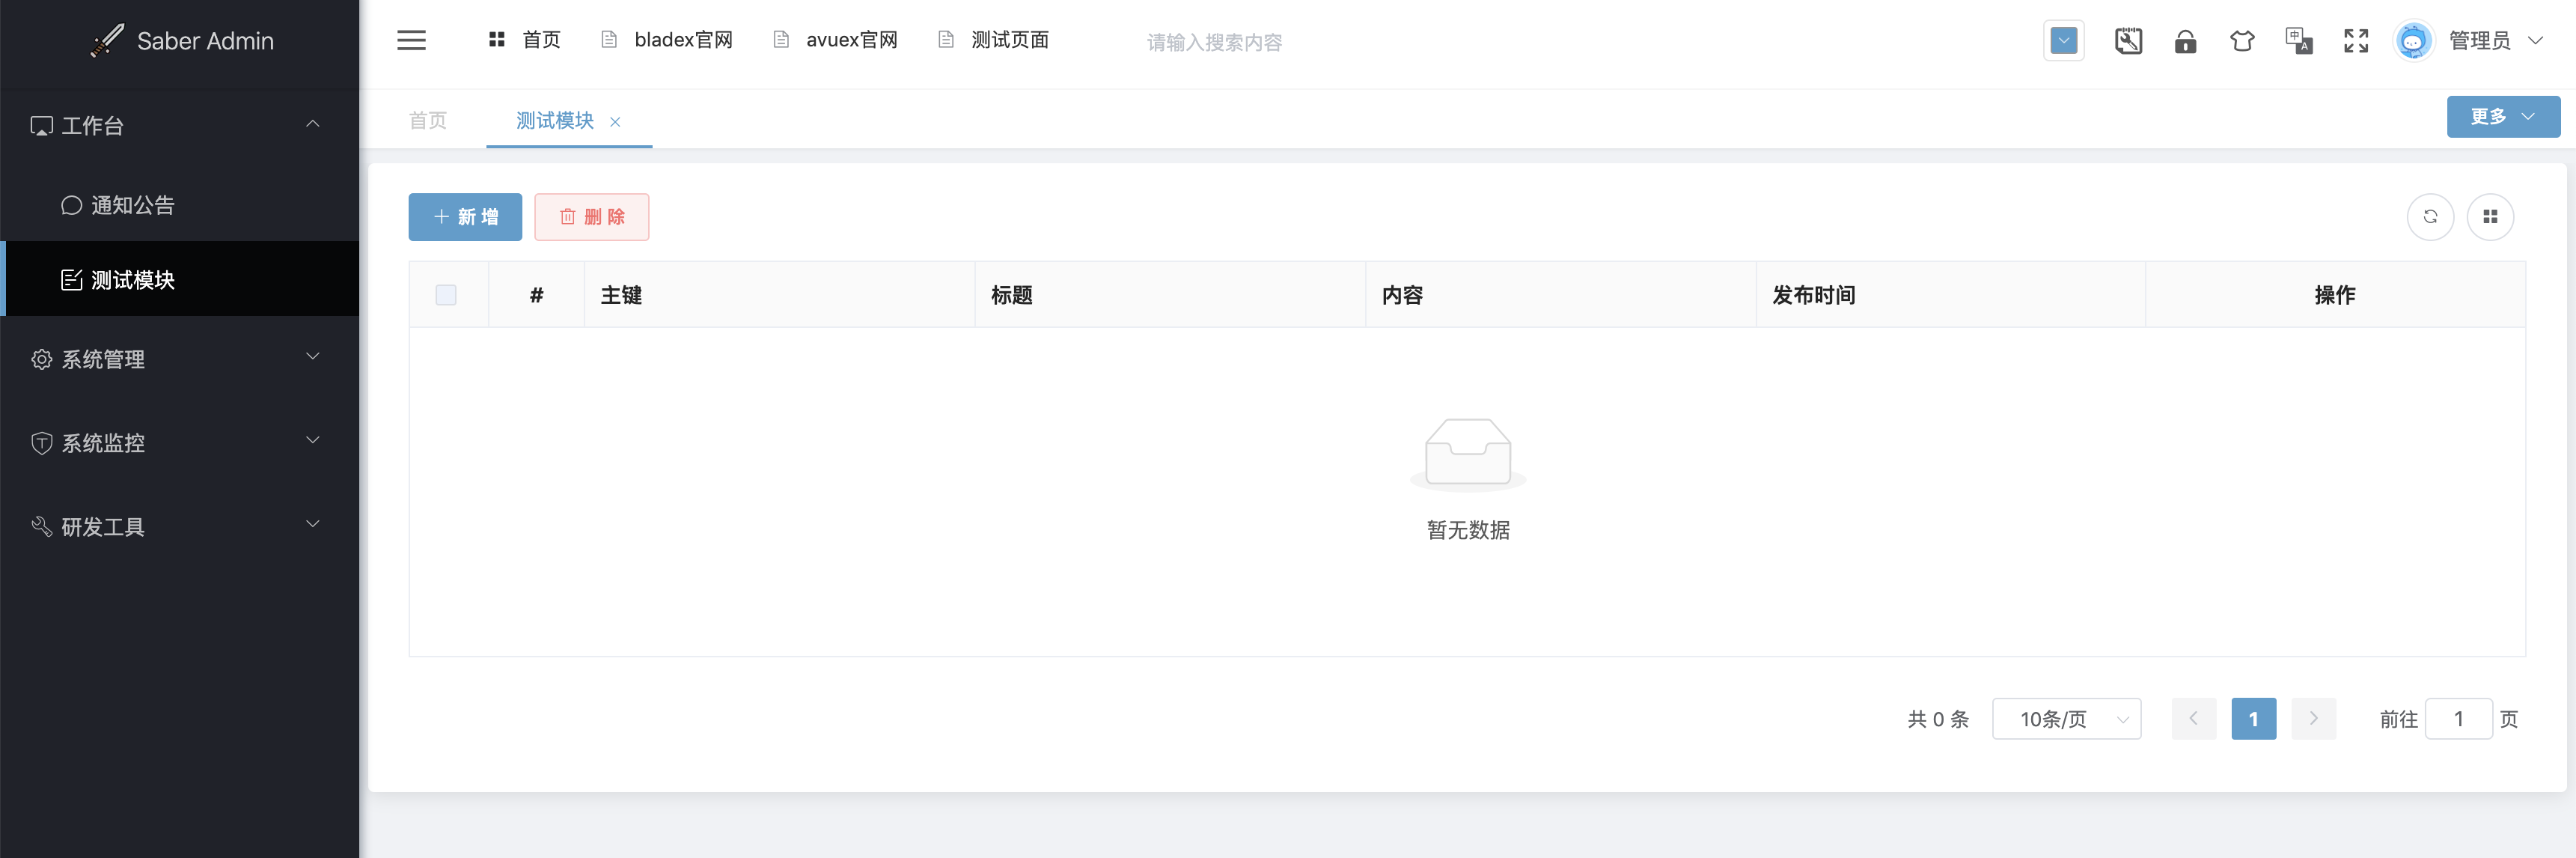 Saber Admin
首页 bladex官网 avuex官网 测试页面 请输入搜索内容 管理员
工作台
通知公告
测试模块
系统管理
系统监控
研发工具
首页 测试模块 更多
新 增 删 除
# 主键 标题 内容 发布时间 操作
暂无数据
共 0 条 10条/页 1 前往 1 页